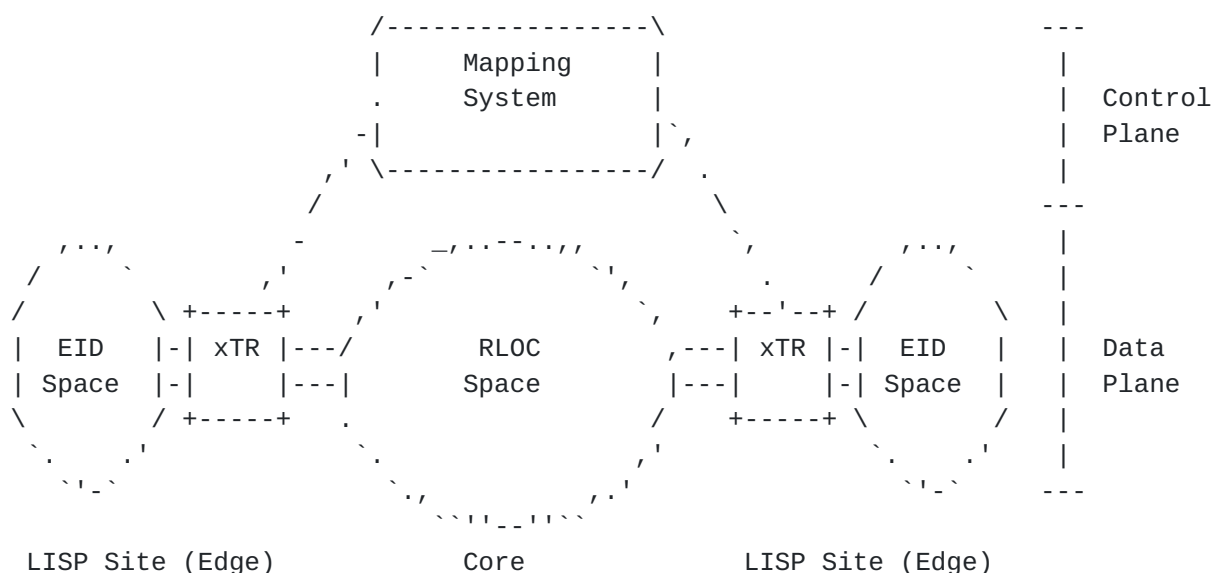 Mapping
System Control
Plane
EID xTR RLOC xTR EID Data
Space Space Space Plane
LISP Site (Edge) Core LISP Site (Edge)